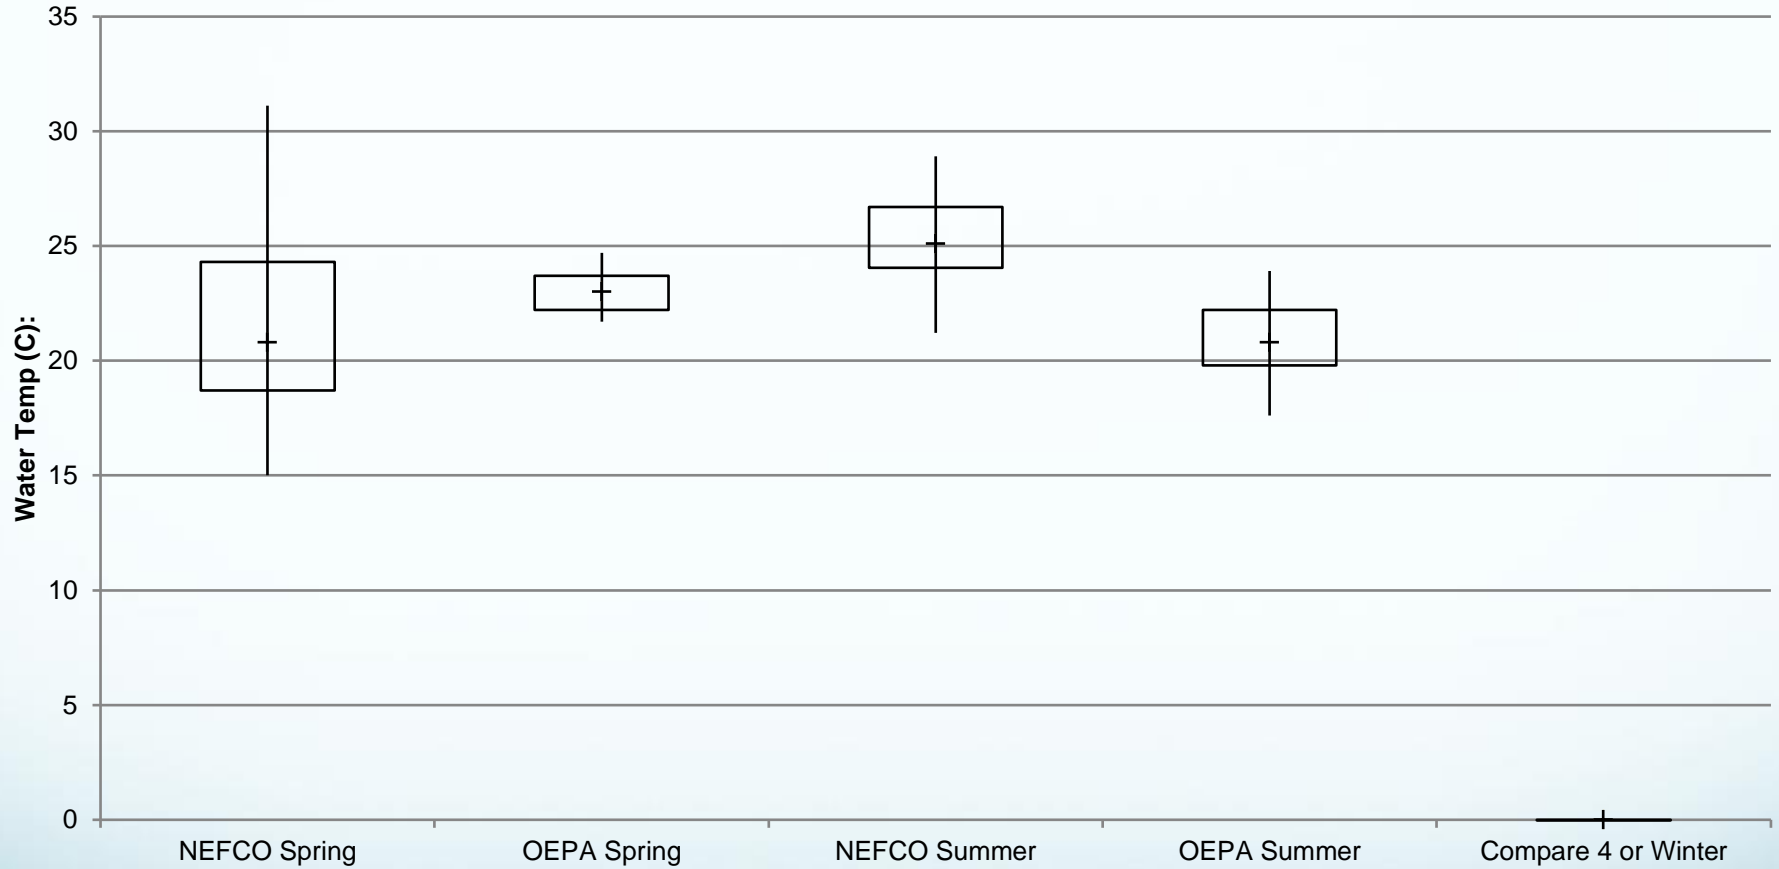 Water Temp (C):
35
30
25
20
15
10
5
0
NEFCO Spring
OEPA Spring
NEFCO Summer
OEPA Summer
Compare 4 or Winter